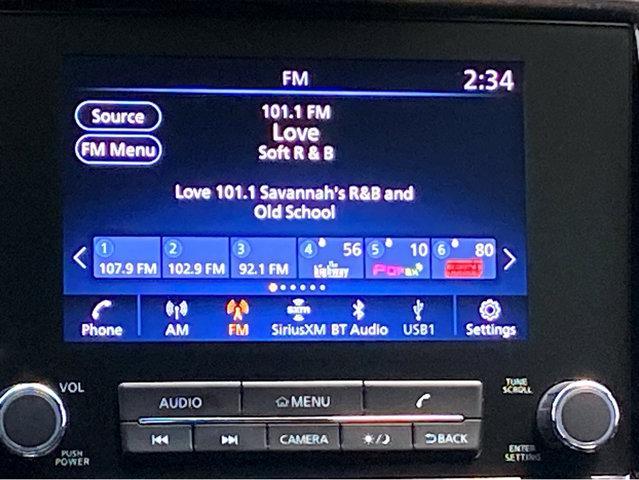 FM 2:34
Source
101.1 FM
Love
FM Menu
Soft R & B
Love 101.1 Savannah's R&B and
Old School
1 2 3 4 56 5 10 6 80
107.9 FM 102.9 FM 92.1 FM the highway
Phone AM FM SiriusXM BT Audio USB1 Settings
VOL TUNE
SCROLL
AUDIO MENU
CAMERA BACK
PUSH
POWER
ENTER
SETTING